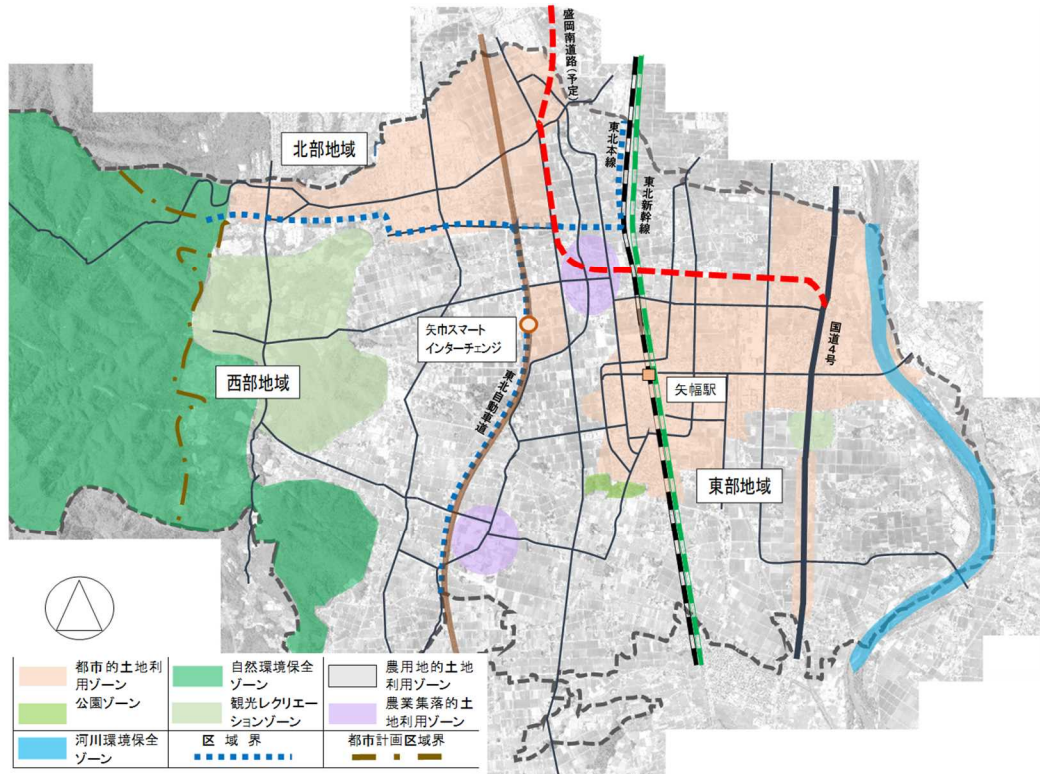 盛岡南道路(予定)
北部地域
東北本線
東北新幹線
矢巾スマート
インターチェンジ
国道4号
西部地域
東北自動車道
矢幅駅
東部地域
都市的土地利
用ゾーン
自然環境保全
ゾーン
農用地的土地
利用ゾーン
公園ゾーン
観光レクリエー
ションゾーン
農業集落的土
地利用ゾーン
河川環境保全
ゾーン
区域界
都市計画区域界